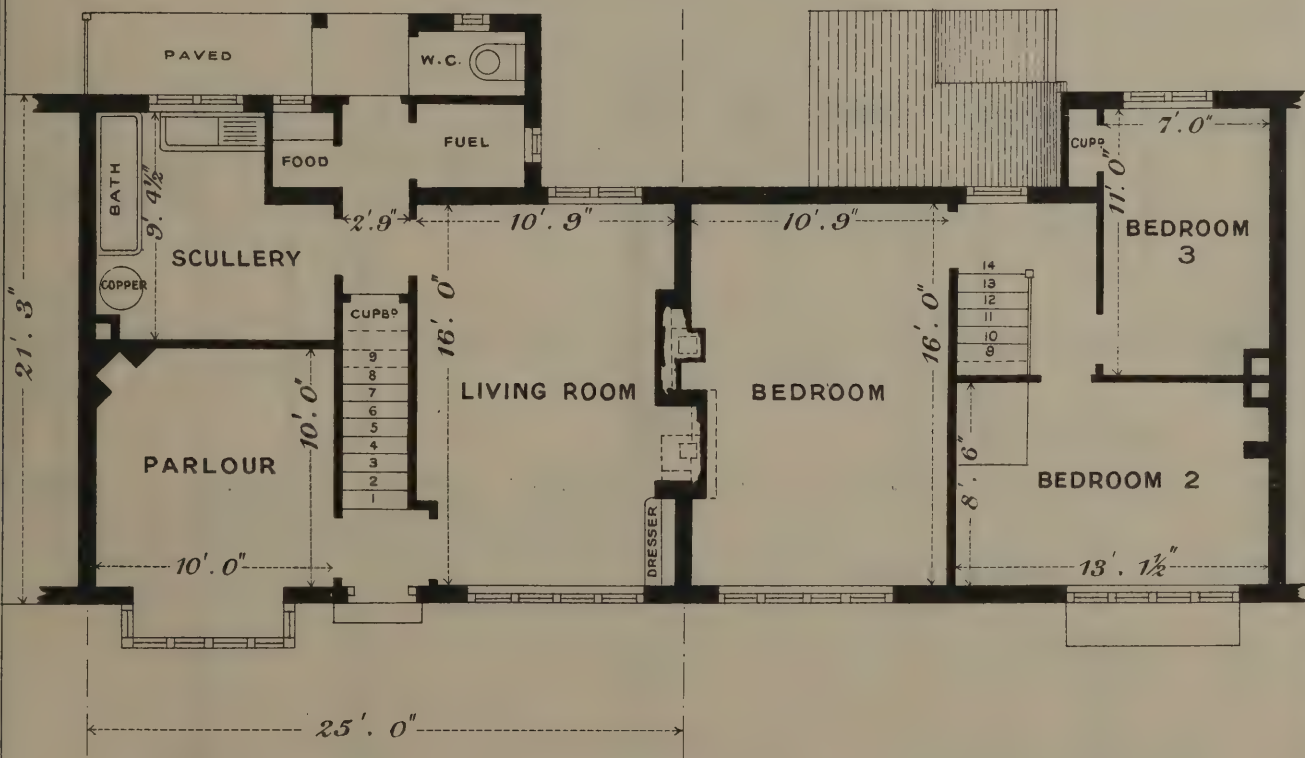 PAVED
W.C.
BATH
9'. 4½"
FOOD
FUEL
2'.9"
10'. 9"
SCULLERY
COPPER
CUPBD
9
8
7
6
5
4
3
2
1
16'. 0"
LIVING ROOM
10'. 0"
PARLOUR
10'. 0"
DRESSER
21'. 3"
25'. 0"
10'. 9"
16'. 0"
BEDROOM
14
13
12
11
10
9
CUPD
7'. 0"
11'. 0"
BEDROOM
3
8'. 6"
BEDROOM 2
13'. 1½"